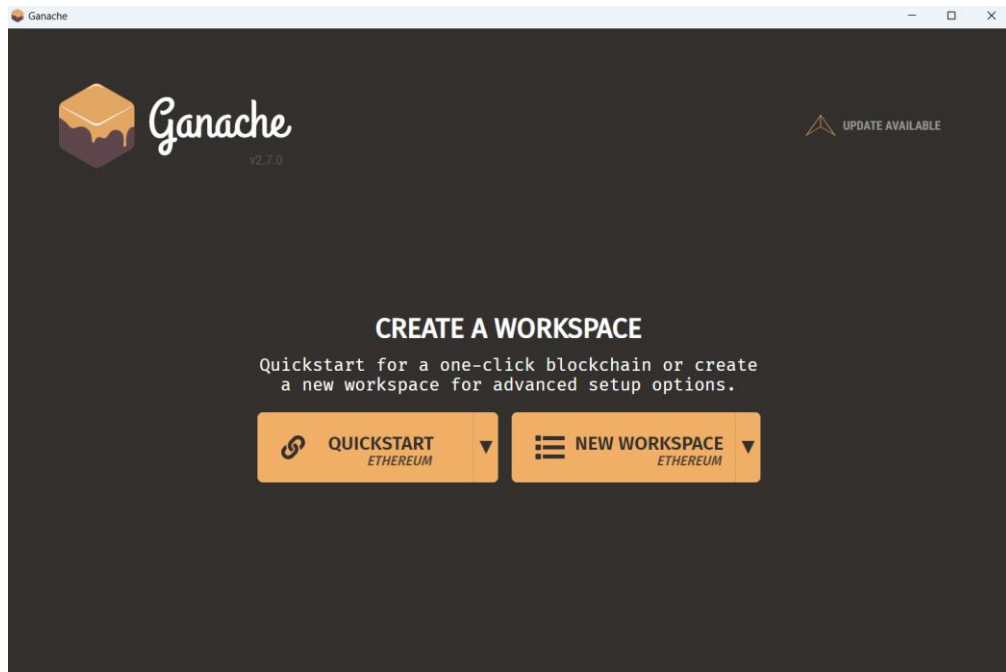 Ganache
Ganache
v2.7.0
UPDATE AVAILABLE
CREATE A WORKSPACE
Quickstart for a one-click blockchain or create
a new workspace for advanced setup options.
QUICKSTART
ETHEREUM
NEW WORKSPACE
ETHEREUM